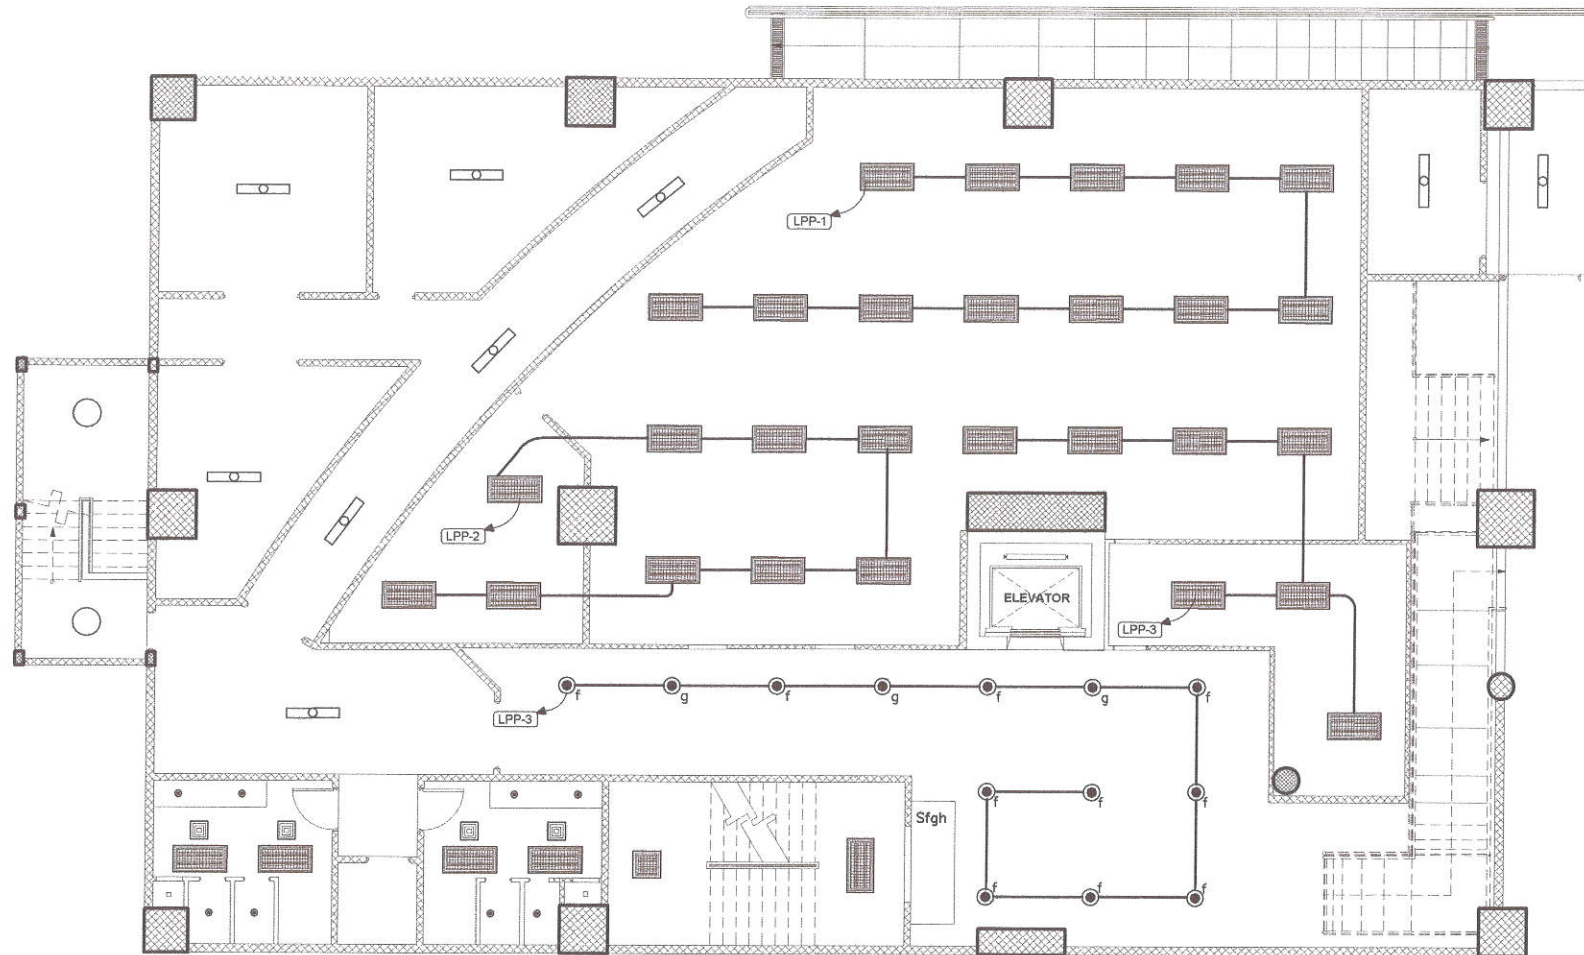 LPP-1
LPP-2
ELEVATOR
LPP-3
f g f g f g f
LPP-3
f f f
Sfgh
f f f